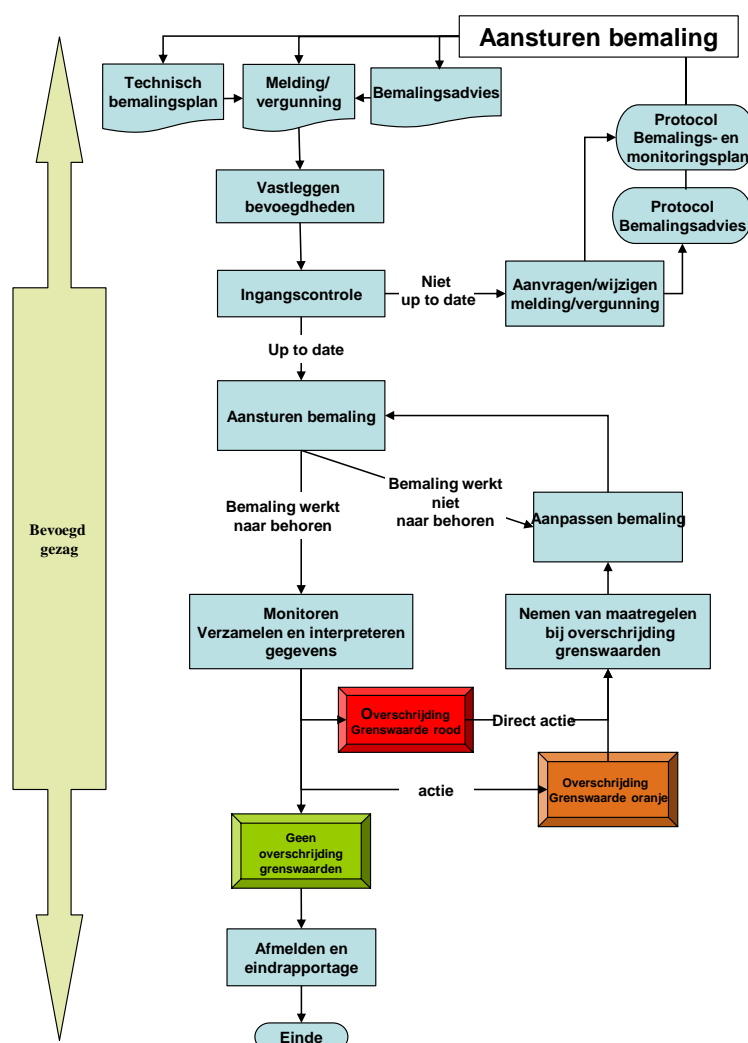 Aansturen bemaling
Technisch
bemalingsplan
Melding/
vergunning
Bemalingsadvies
Protocol
Bemalings- en
monitoringsplan
Protocol
Bemalingsadvies
Vastleggen
bevoegdheden
Ingangscontrole
Niet
up to date
Aanvragen/wijzigen
melding/vergunning
Up to date
Aansturen bemaling
Bemaling werkt
naar behoren
Bemaling werkt
niet
naar behoren
Aanpassen bemaling
Bevoegd
gezag
Monitoren
Verzamelen en interpreteren
gegevens
Nemen van maatregelen
bij overschrijding
grenswaarden
Overschrijding
Grenswaarde rood
Direct actie
actie
Overschrijding
Grenswaarde oranje
Geen
overschrijding
grenswaarden
Afmelden en
eindrapportage
Einde